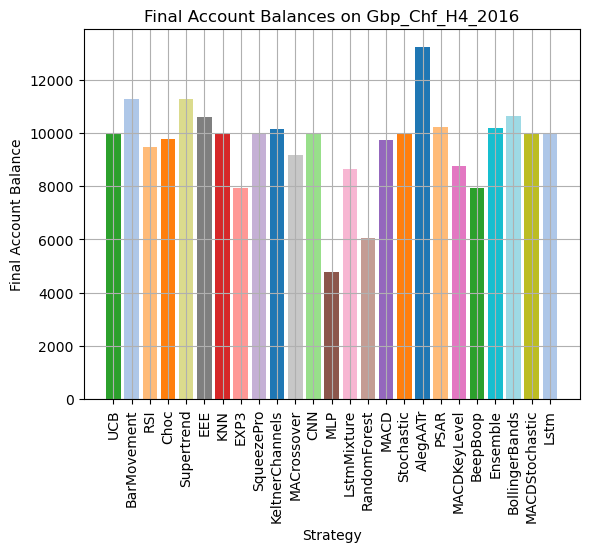 Final Account Balances on Gbp_Chf_H4_2016
Final Account Balance
12000
10000
8000
6000
4000
2000
0
UCB
BarMovement
RSI
Choc
Supertrend
EEE
KNN
EXP3
SqueezePro
KeltnerChannels
MACrossover
CNN
MLP
LstmMixture
RandomForest
MACD
Stochastic
AlegAATr
PSAR
MACDKeyLevel
BeepBoop
Ensemble
BollingerBands
MACDStochastic
Lstm
Strategy